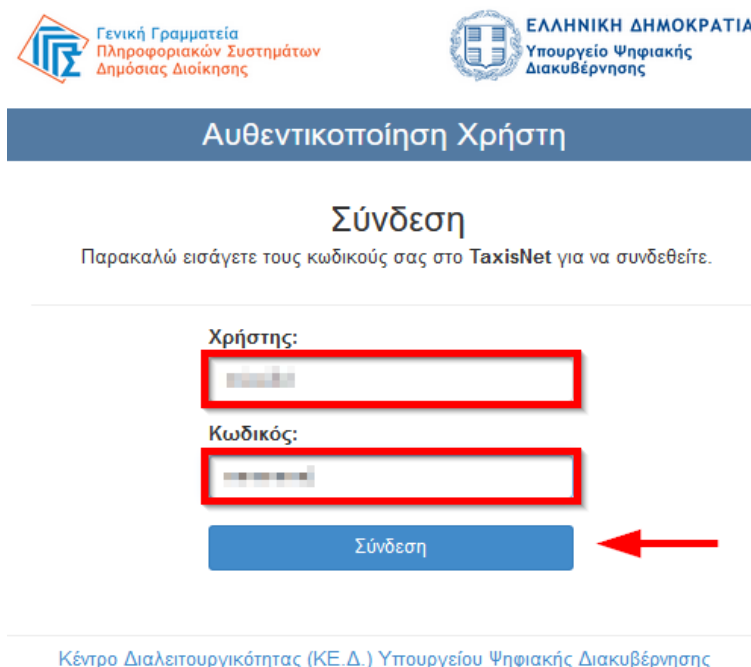 Γενική Γραμματεία
Πληροφοριακών Συστημάτων
Δημόσιας Διοίκησης
ΕΛΛΗΝΙΚΗ ΔΗΜΟΚΡΑΤΙΑ
Υπουργείο Ψηφιακής
Διακυβέρνησης
Αυθεντικοποίηση Χρήστη
Σύνδεση
Παρακαλώ εισάγετε τους κωδικούς σας στο TaxisNet για να συνδεθείτε.
Χρήστης:
Κωδικός:
Σύνδεση
Κέντρο Διαλειτουργικότητας (ΚΕ.Δ.) Υπουργείου Ψηφιακής Διακυβέρνησης